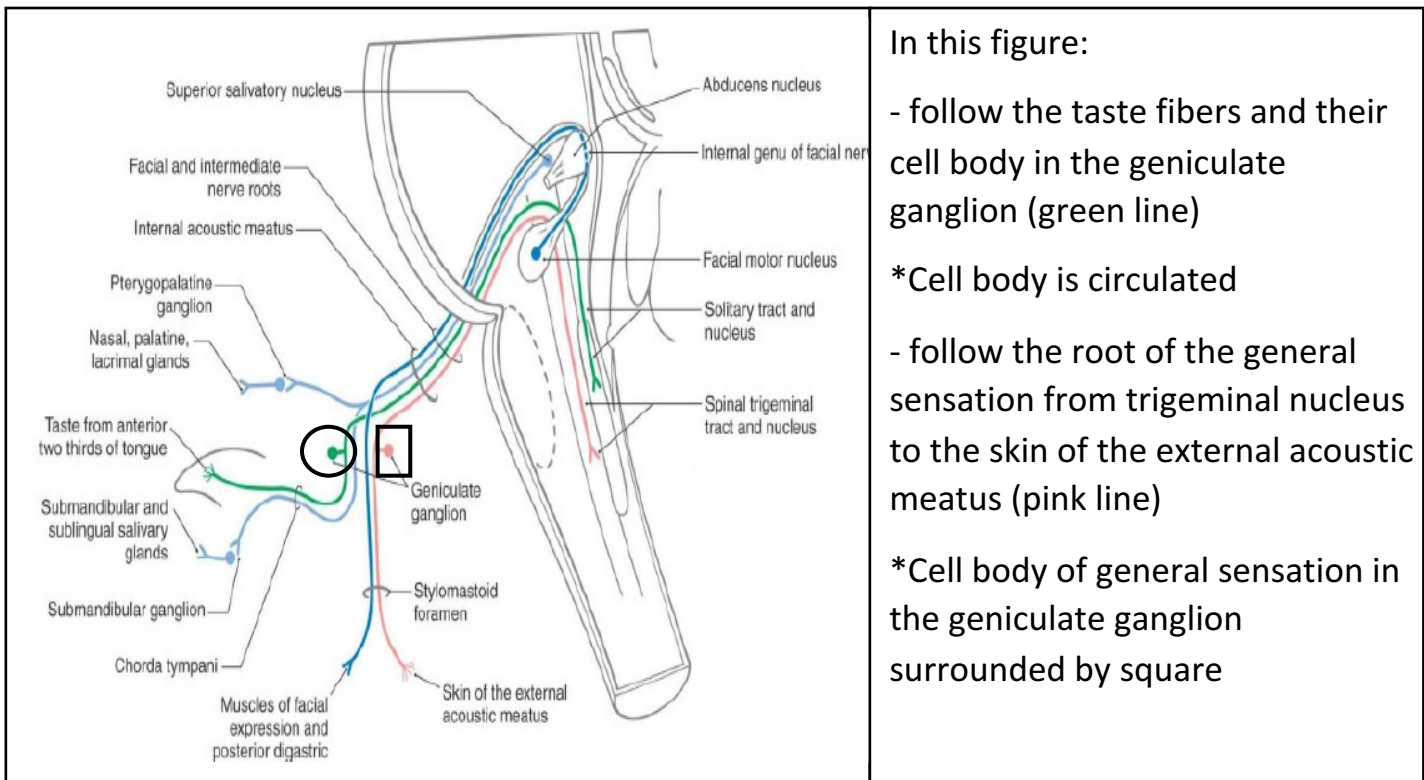 Superior salivatory nucleus
Facial and intermediate
nerve roots
Internal acoustic meatus
Pterygopalatine
ganglion
Nasal, palatine,
lacrimal glands
Taste from anterior
two thirds of tongue
Submandibular and
sublingual salivary
glands
Submandibular ganglion
Chorda tympani
Muscles of facial
expression and
posterior digastric
Skin of the external
acoustic meatus
Stylomastoid
foramen
Geniculate
ganglion
Abducens nucleus
Internal genu of facial ner
Facial motor nucleus
Solitary tract and
nucleus
Spinal trigeminal
tract and nucleus
In this figure:
- follow the taste fibers and their
cell body in the geniculate
ganglion (green line)
*Cell body is circulated
- follow the root of the general
sensation from trigeminal nucleus
to the skin of the external acoustic
meatus (pink line)
*Cell body of general sensation in
the geniculate ganglion
surrounded by square